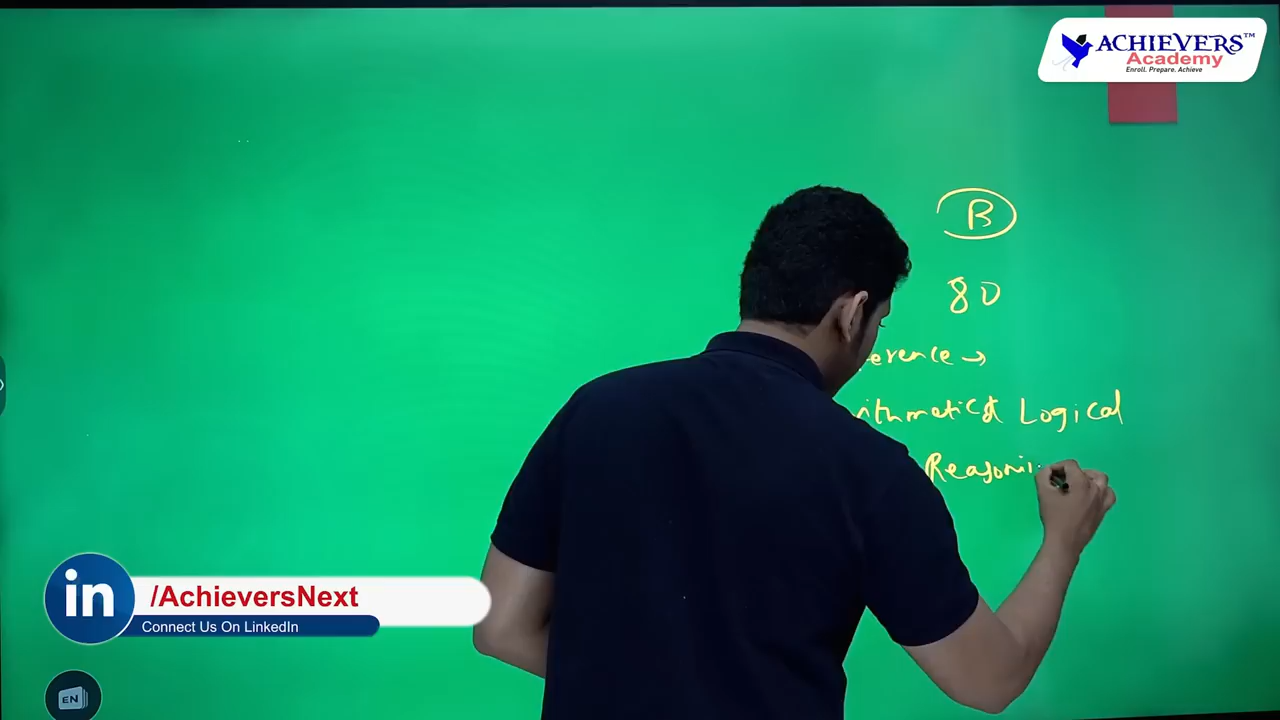 ACHIEVERS™
Academy
Enroll. Prepare. Achieve
B
80
erence →
ithmetic & Logical
Reasoni
in /AchieversNext
Connect Us On LinkedIn
EN